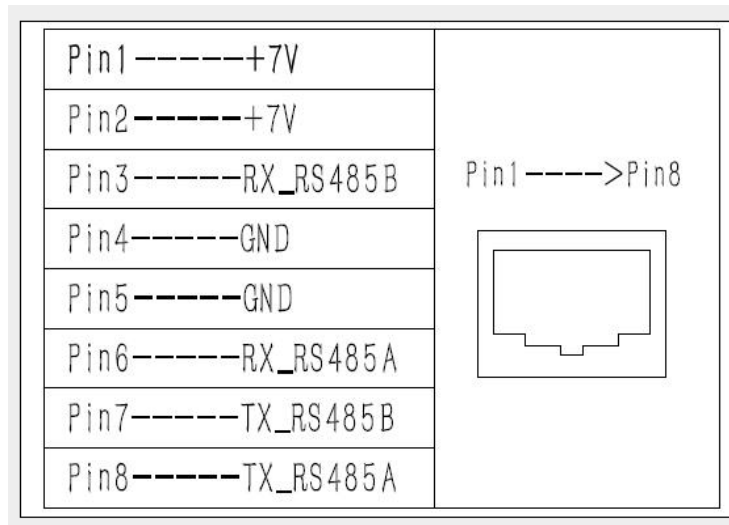 Pin1-----+7V
Pin2-----+7V
Pin3-----RX_RS485B
Pin4-----GND
Pin5-----GND
Pin6-----RX_RS485A
Pin7-----TX_RS485B
Pin8-----TX_RS485A
Pin1---->Pin8